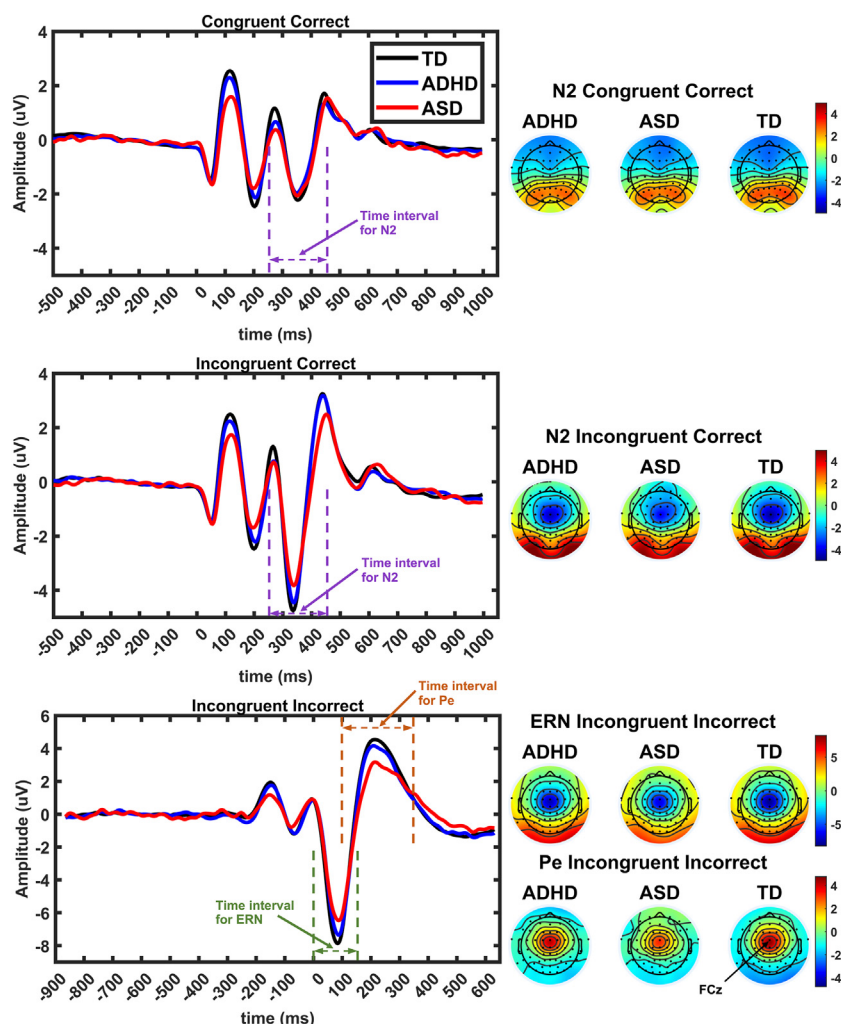 Congruent Correct
4
2
0
-2
-4
Amplitude (uV)
TD
ADHD
ASD
Time interval
for N2
-500
-400
-300
-200
-100
0
100
200
300
400
500
600
700
800
900
1000
time (ms)
N2 Congruent Correct
ADHD ASD TD
4
2
0
-2
-4
Incongruent Correct
4
2
0
-2
-4
Amplitude (uV)
Time interval
for N2
-500
-400
-300
-200
-100
0
100
200
300
400
500
600
700
800
900
1000
time (ms)
N2 Incongruent Correct
ADHD ASD TD
4
2
0
-2
-4
Incongruent Incorrect
6
4
2
0
-2
-4
-6
-8
Amplitude (uV)
Time interval
for Pe
Time interval
for ERN
-900
-800
-700
-600
-500
-400
-300
-200
-100
0
100
200
300
400
500
600
time (ms)
ERN Incongruent Incorrect
ADHD ASD TD
5
0
-5
Pe Incongruent Incorrect
ADHD ASD TD
4
2
0
-2
-4
FCz